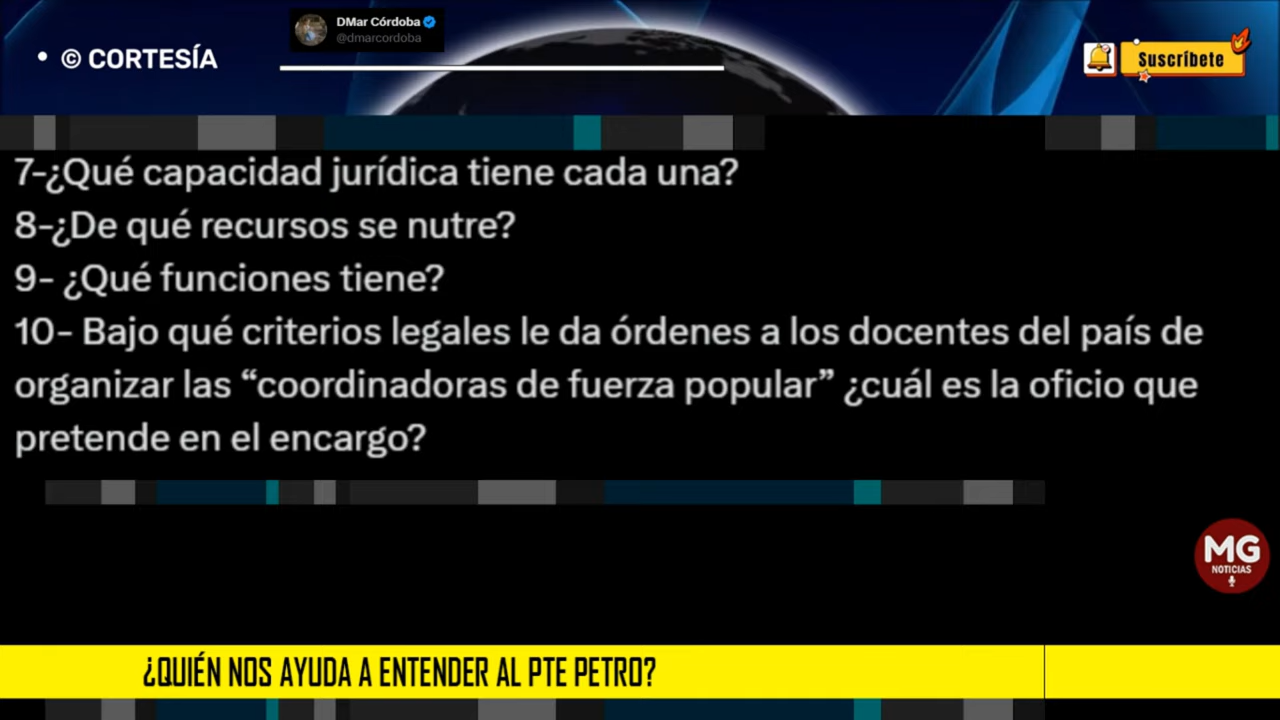 • © CORTESÍA
DMar Córdoba
@dmarcordoba
Suscríbete
7-¿Qué capacidad jurídica tiene cada una?
8-¿De qué recursos se nutre?
9- ¿Qué funciones tiene?
10- Bajo qué criterios legales le da órdenes a los docentes del país de
organizar las “coordinadoras de fuerza popular” ¿cuál es la oficio que
pretende en el encargo?
MG
NOTICIAS
¿QUIÉN NOS AYUDA A ENTENDER AL PTE PETRO?